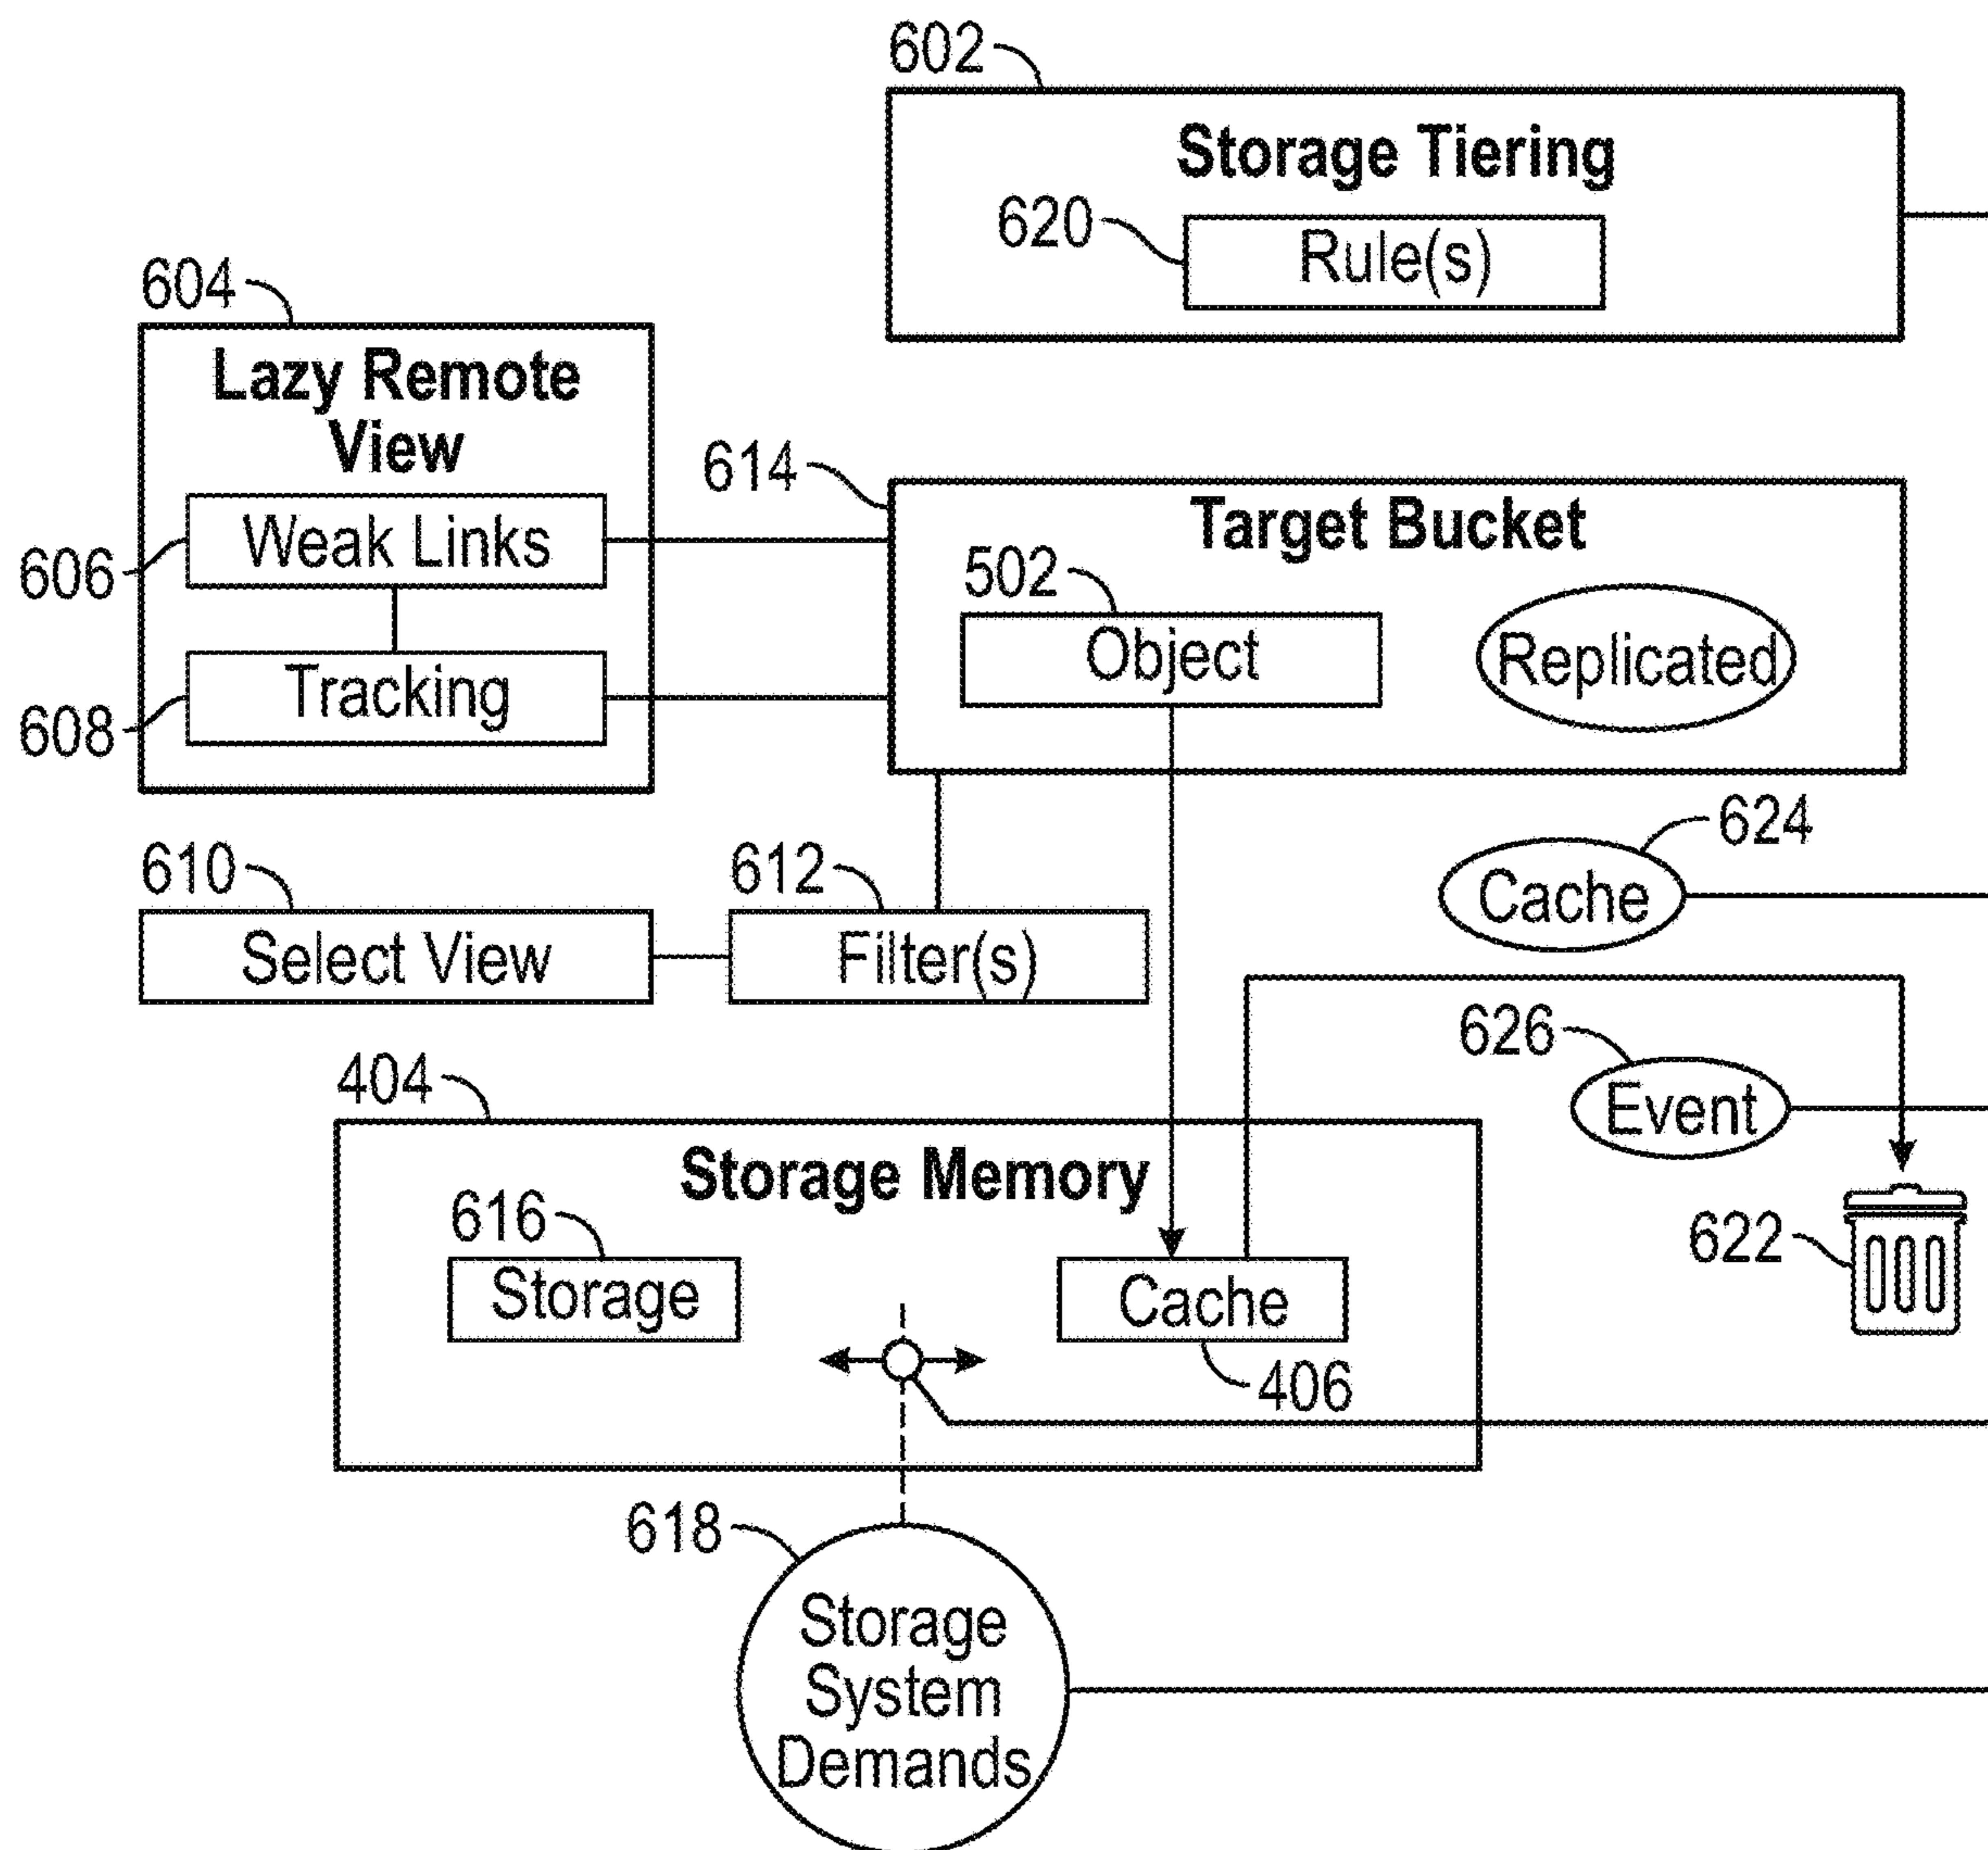 602
Storage Tiering
620
Rule(s)
604
Lazy Remote
View
614
Target Bucket
Weak Links
606
502
Object
Replicated
Tracking
608
624
Cache
610
612
Select View
Filter(s)
626
Event
404
Storage Memory
616
622
Storage
Cache
406
618
Storage
System
Demands